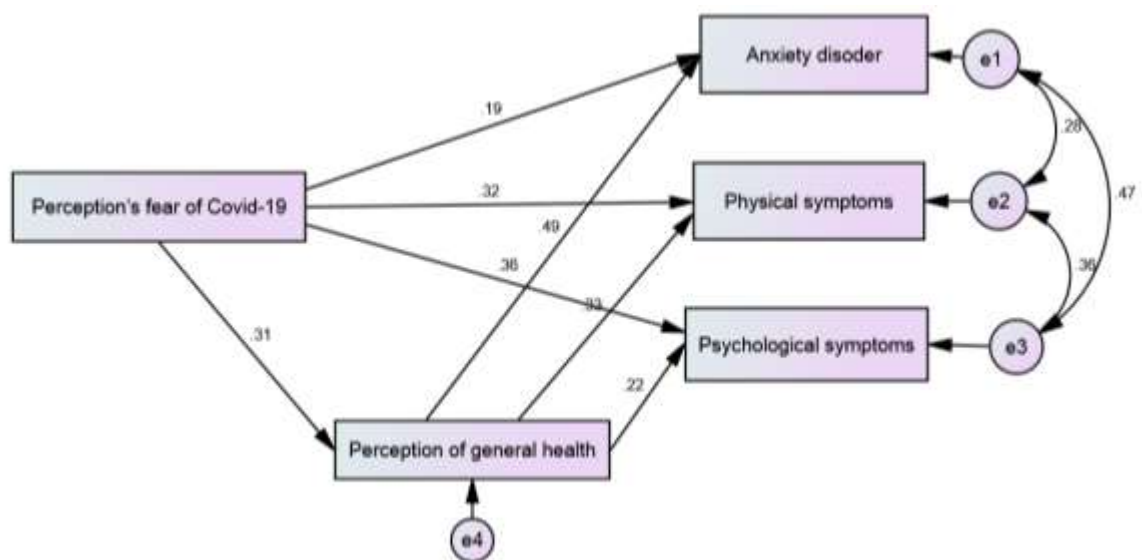 Anxiety disoder
e1
.19
.28
Perception's fear of Covid-19
.32
Physical symptoms
e2
.47
.49
.36
.36
.33
.31
Psychological symptoms
e3
.22
Perception of general health
e4